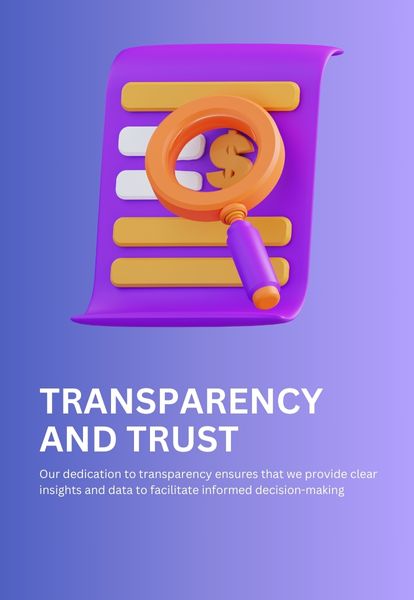 $
TRANSPARENCY
AND TRUST
Our dedication to transparency ensures that we provide clear
insights and data to facilitate informed decision-making